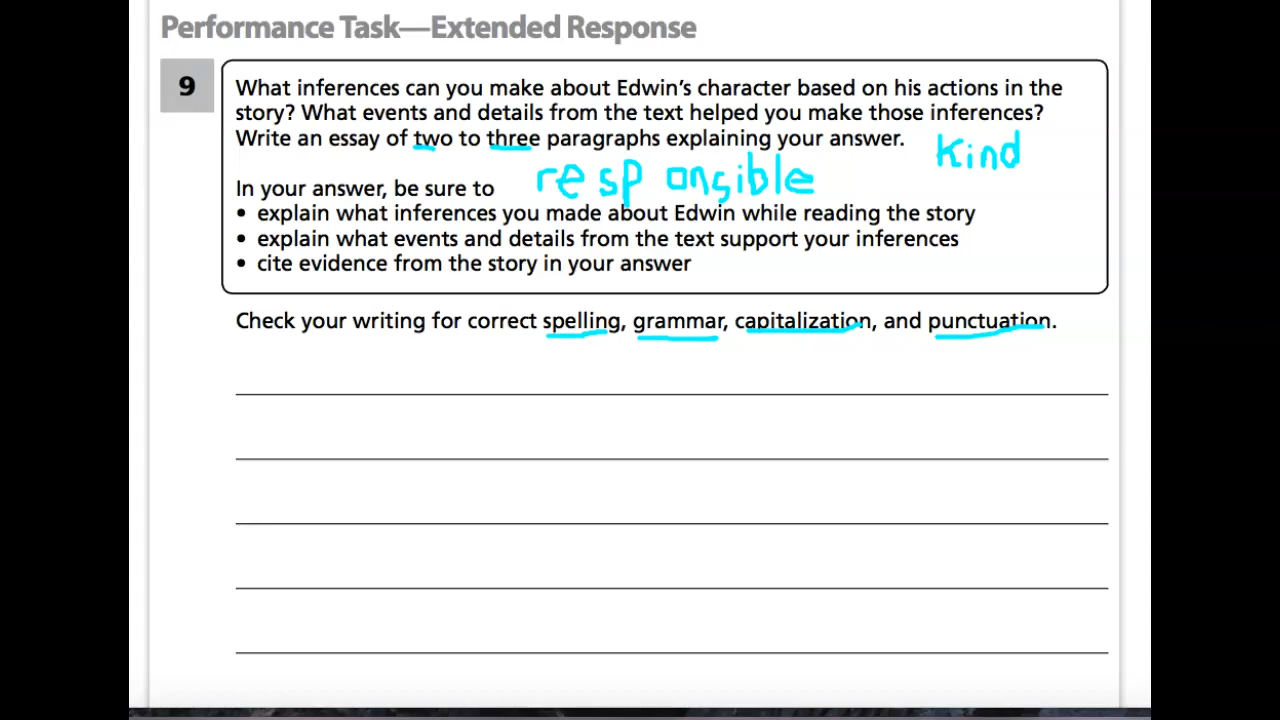 Performance Task—Extended Response
9
What inferences can you make about Edwin's character based on his actions in the
story? What events and details from the text helped you make those inferences?
Write an essay of two to three paragraphs explaining your answer.
kind
responsible
In your answer, be sure to
• explain what inferences you made about Edwin while reading the story
• explain what events and details from the text support your inferences
• cite evidence from the story in your answer
Check your writing for correct spelling, grammar, capitalization, and punctuation.